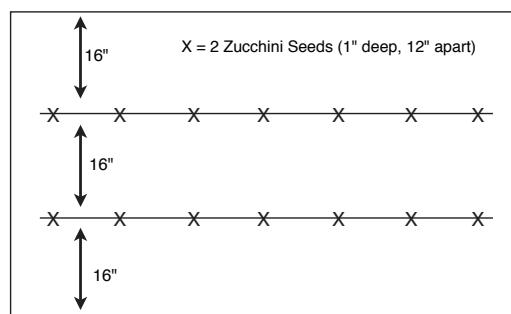 X = 2 Zucchini Seeds (1" deep, 12" apart)
16"
X X X X X X X
16"
X X X X X X X
16"